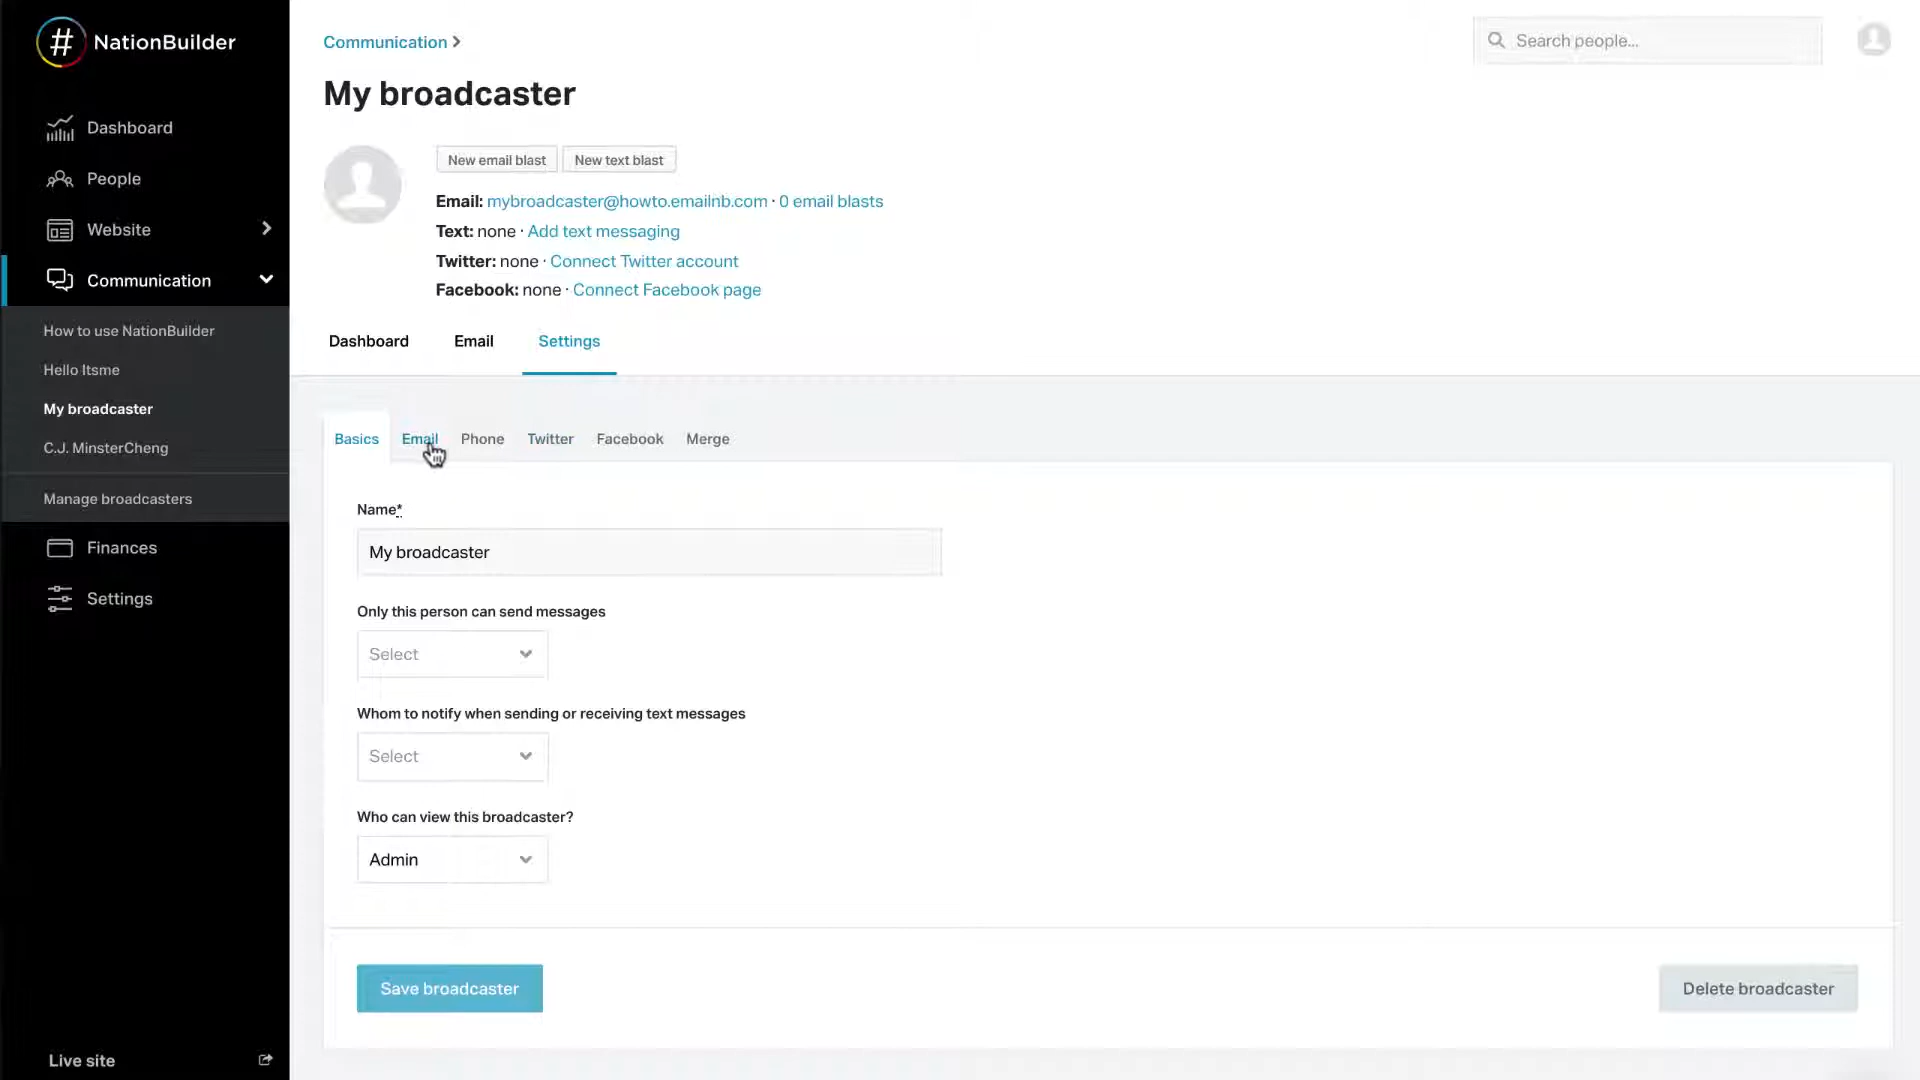 NationBuilder
Dashboard
People
Website
Communication
How to use NationBuilder
Hello Itsme
My broadcaster
C.J. MinsterCheng
Manage broadcasters
Finances
Settings
Live site
Communication
Search people...
My broadcaster
New email blast
New text blast
Email: mybroadcaster@howto.emailnb.com · 0 email blasts
Text: none · Add text messaging
Twitter: none · Connect Twitter account
Facebook: none · Connect Facebook page
Dashboard
Email
Settings
Basics
Email
Phone
Twitter
Facebook
Merge
Name*
My broadcaster
Only this person can send messages
Select
Whom to notify when sending or receiving text messages
Select
Who can view this broadcaster?
Admin
Save broadcaster
Delete broadcaster